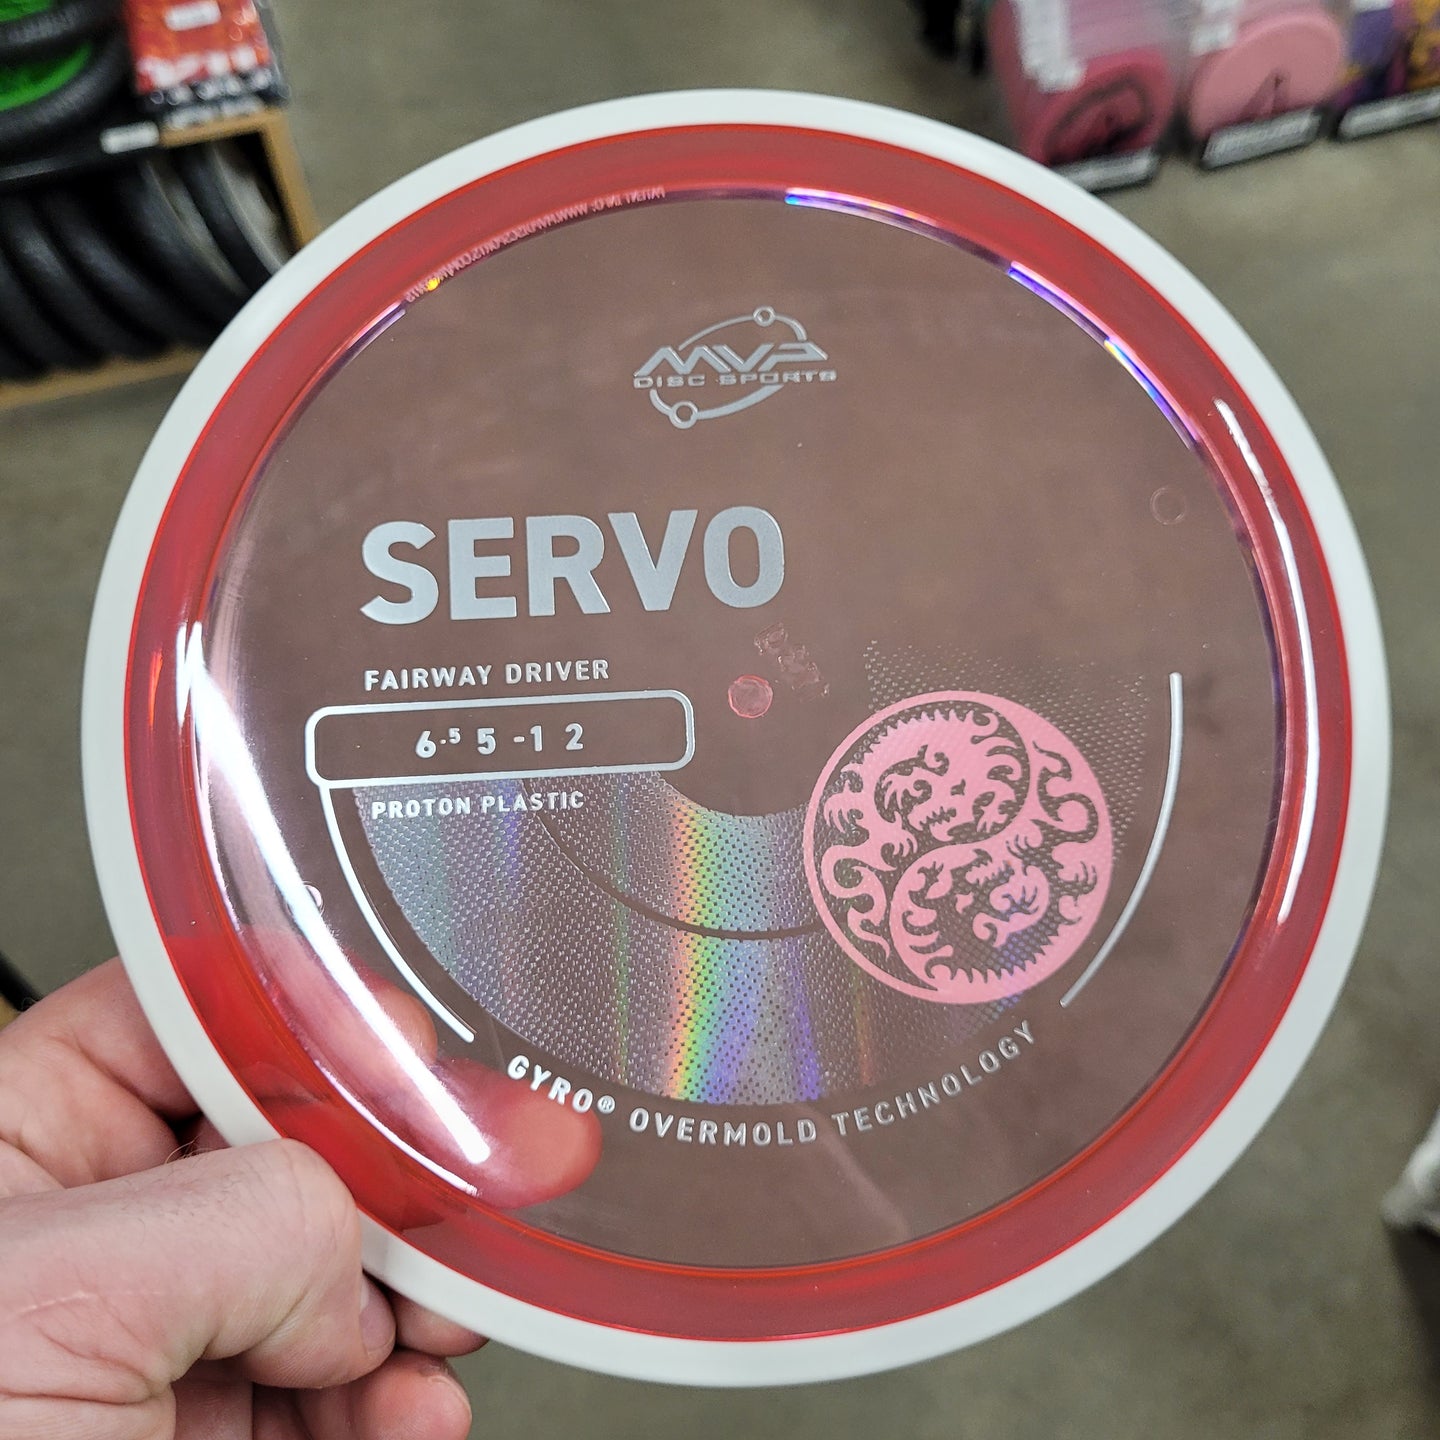 MVP
DISC SPORTS
SERVO
FAIRWAY DRIVER
6.5 5 -1 2
PROTON PLASTIC
GYRO® OVERMOLD TECHNOLOGY